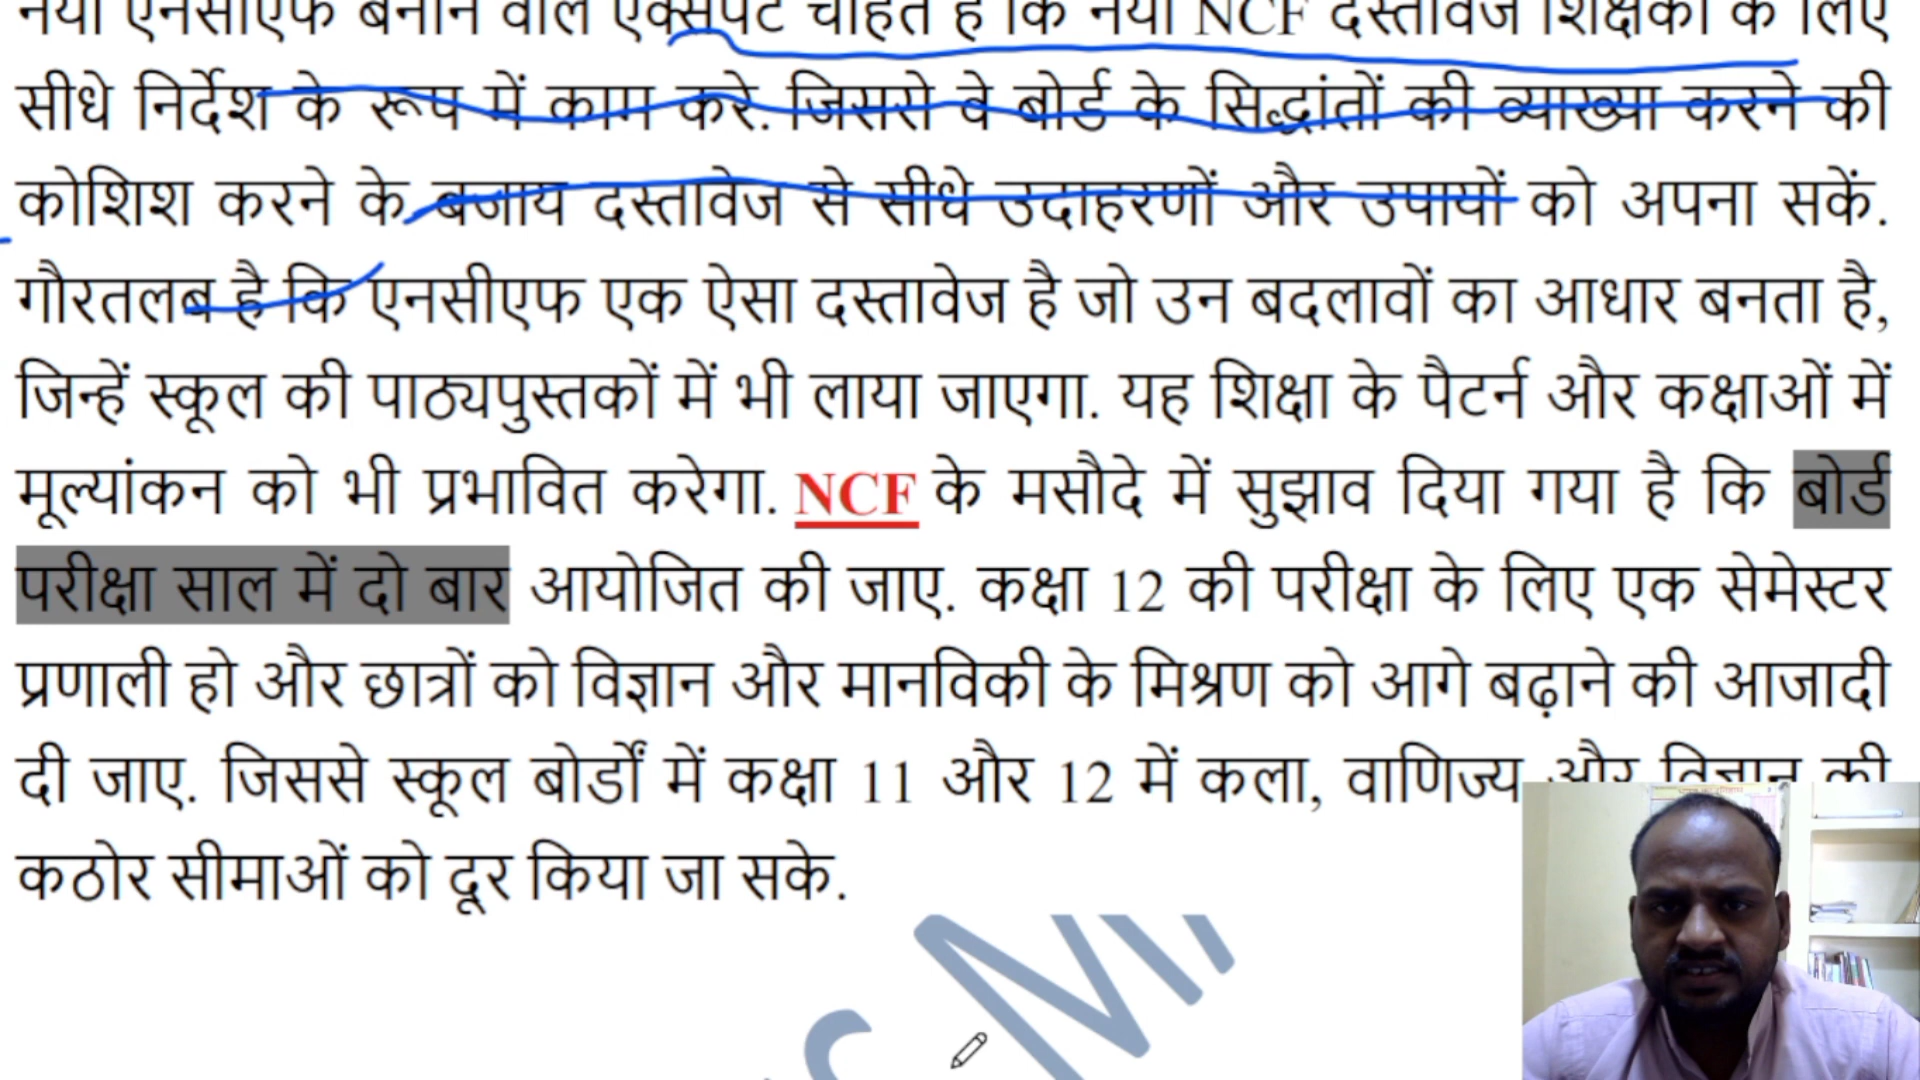 नया एनसीएफ बनाने वाले एक्सपर्ट चाहते हैं कि नया NCF दस्तावेज शिक्षकों के लिए
सीधे निर्देश के रूप में काम करे. जिससे वे बोर्ड के सिद्धांतों की व्याख्या करने की
कोशिश करने के बजाय दस्तावेज से सीधे उदाहरणों और उपायों को अपना सकें.
गौरतलब है कि एनसीएफ एक ऐसा दस्तावेज है जो उन बदलावों का आधार बनता है,
जिन्हें स्कूल की पाठ्यपुस्तकों में भी लाया जाएगा. यह शिक्षा के पैटर्न और कक्षाओं में
मूल्यांकन को भी प्रभावित करेगा. NCF के मसौदे में सुझाव दिया गया है कि बोर्ड
परीक्षा साल में दो बार आयोजित की जाए. कक्षा 12 की परीक्षा के लिए एक सेमेस्टर
प्रणाली हो और छात्रों को विज्ञान और मानविकी के मिश्रण को आगे बढ़ाने की आजादी
दी जाए. जिससे स्कूल बोर्डों में कक्षा 11 और 12 में कला, वाणिज्य और विज्ञान की
कठोर सीमाओं को दूर किया जा सके.